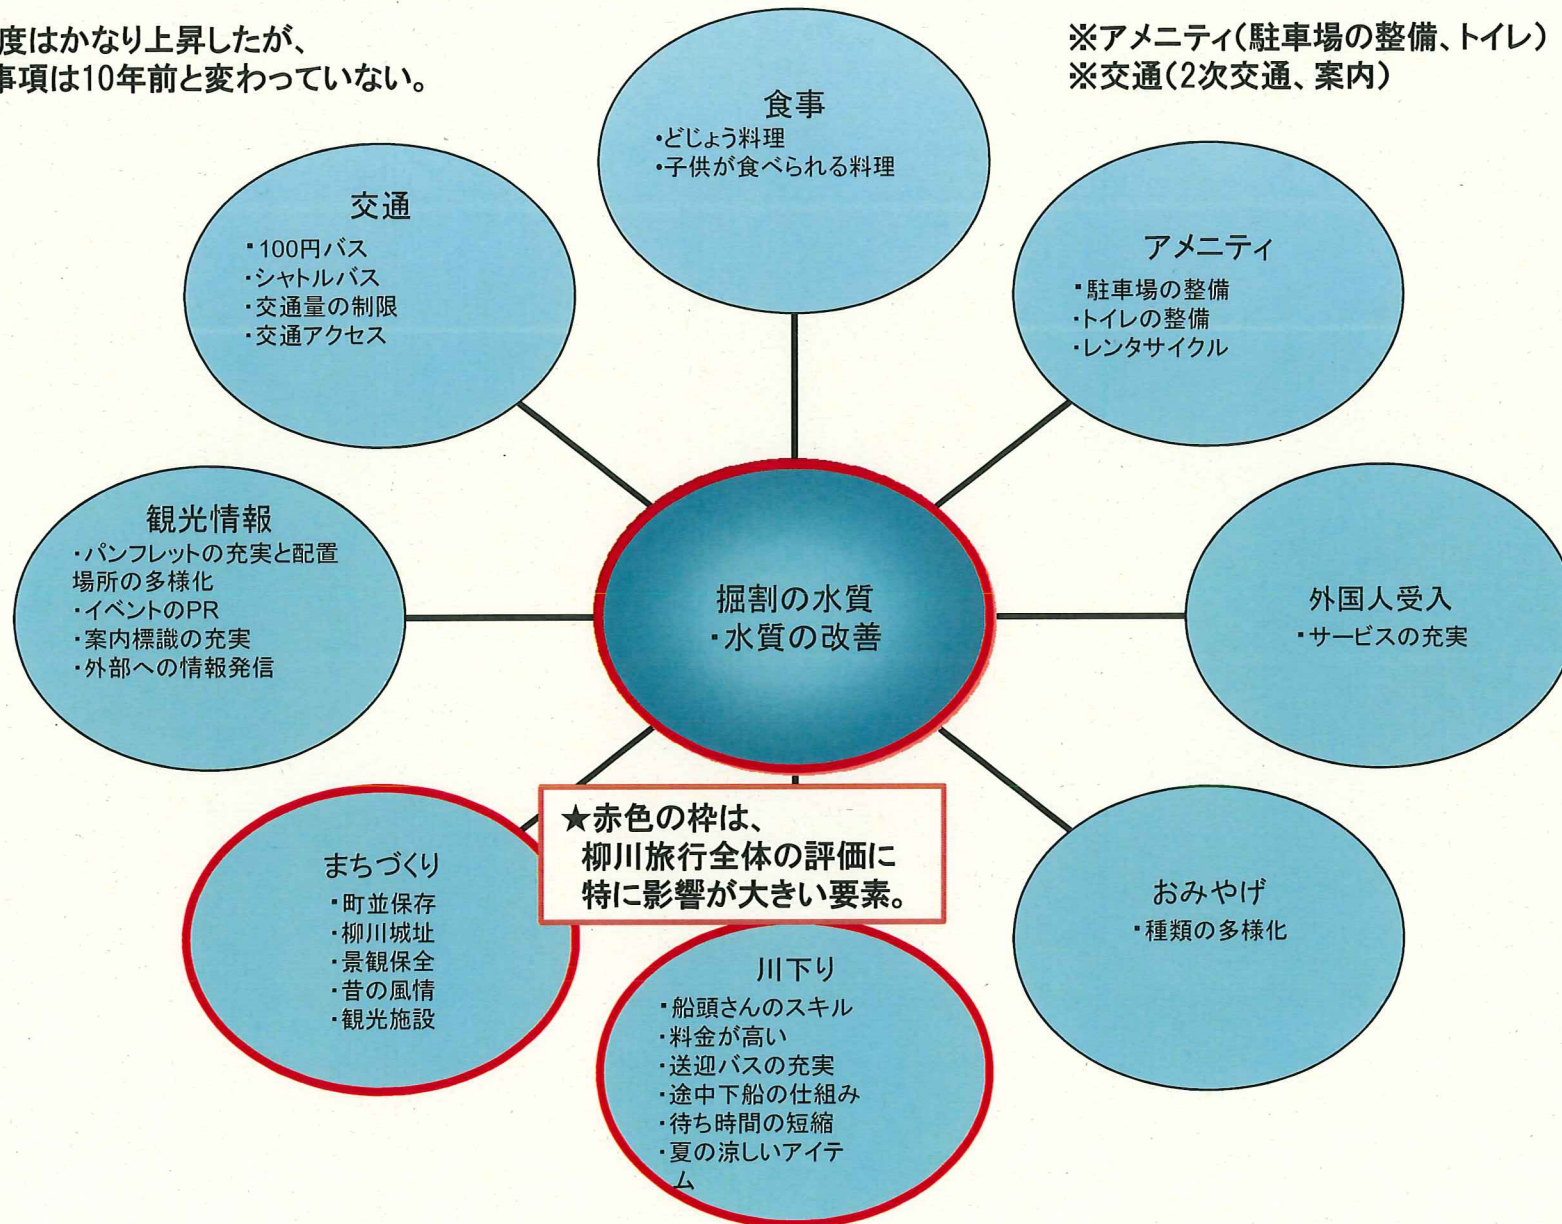 度はかなり上昇したが、
事項は10年前と変わっていない。
※アメニティ(駐車場の整備、トイレ)
※交通(2次交通、案内)
食事
・どじょう料理
・子供が食べられる料理
交通
・100円バス
・シャトルバス
・交通量の制限
・交通アクセス
アメニティ
・駐車場の整備
・トイレの整備
・レンタサイクル
観光情報
・パンフレットの充実と配置
場所の多様化
・イベントのPR
・案内標識の充実
・外部への情報発信
掘割の水質
・水質の改善
外国人受入
・サービスの充実
★赤色の枠は、
柳川旅行全体の評価に
特に影響が大きい要素。
まちづくり
・町並保存
・柳川城址
・景観保全
・昔の風情
・観光施設
川下り
・船頭さんのスキル
・料金が高い
・送迎バスの充実
・途中下船の仕組み
・待ち時間の短縮
・夏の涼しいアイテ
ム
おみやげ
・種類の多様化